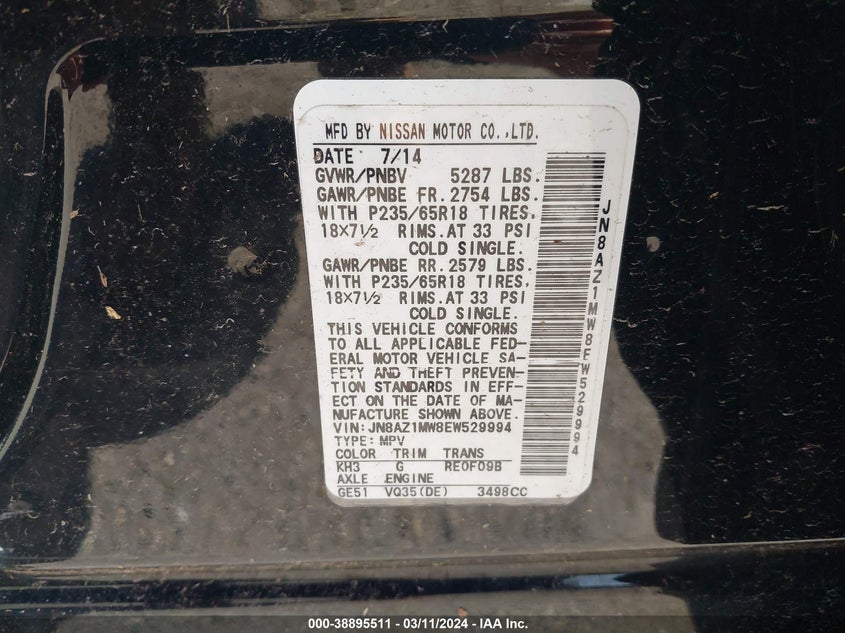 MFD BY NISSAN MOTOR CO.,LTD.
DATE 7/14
GVWR/PNBV 5287 LBS.
GAWR/PNBE FR. 2754 LBS.
WITH P235/65R18 TIRES,
18×7½ RIMS.AT 33 PSI
COLD SINGLE.
GAWR/PNBE RR. 2579 LBS.
WITH P235/65R18 TIRES,
18×7½ RIMS.AT 33 PSI
COLD SINGLE.
THIS VEHICLE CONFORMS
TO ALL APPLICABLE FED-
ERAL MOTOR VEHICLE SA-
FETY AND THEFT PREVEN-
TION STANDARDS IN EFF-
ECT ON THE DATE OF MA-
NUFACTURE SHOWN ABOVE.
VIN:JN8AZ1MW8EW529994
TYPE:MPV
COLOR TRIM TRANS
KH3 G RE0F09B
AXLE ENGINE
GE51 VQ35(DE) 3498CC
JN8AZ1MW8EW529994
000-38895511 - 03/11/2024 - IAA Inc.